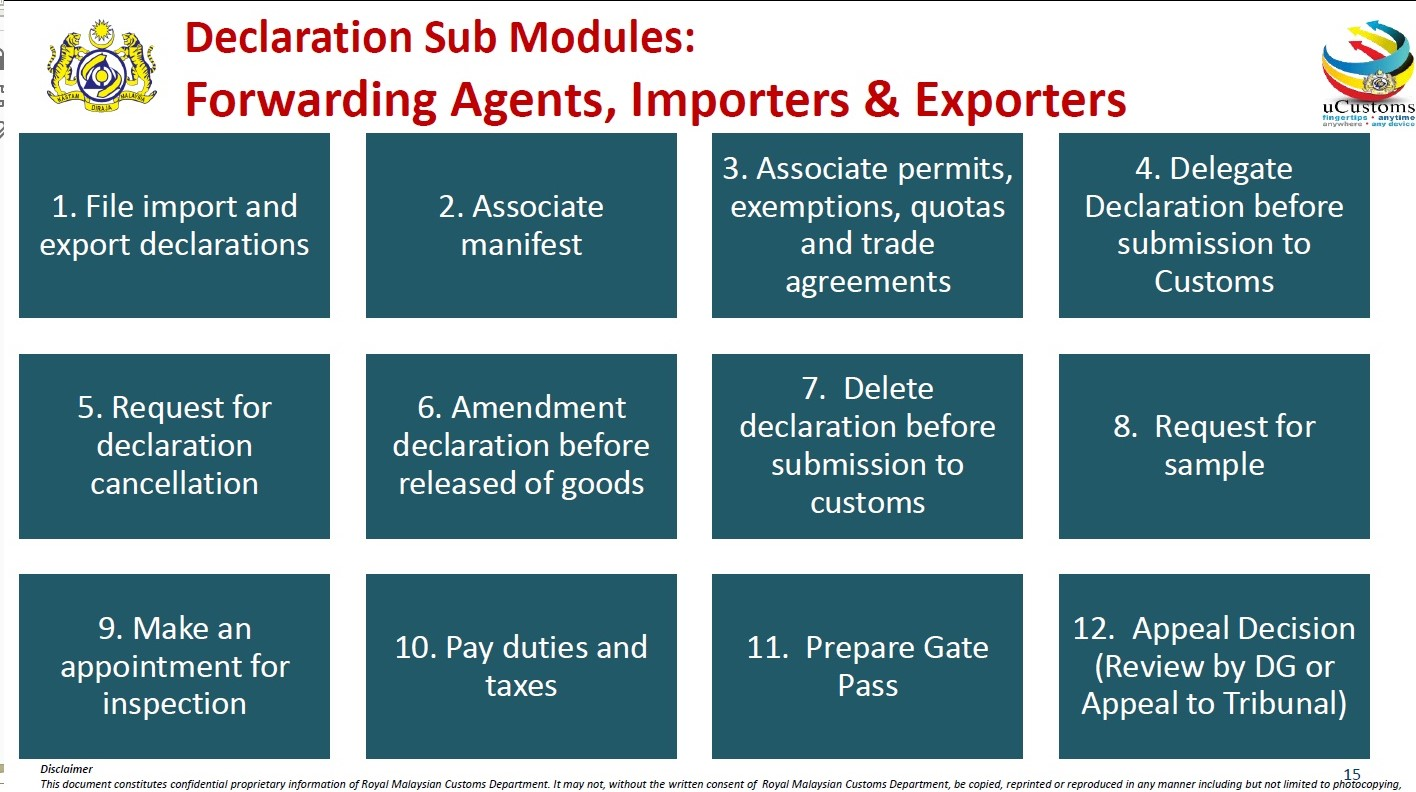 Declaration Sub Modules:
Forwarding Agents, Importers & Exporters
uCustoms
fingertips • anytime
anywhere • any device
1. File import and
export declarations
2. Associate
manifest
3. Associate permits,
exemptions, quotas
and trade
agreements
4. Delegate
Declaration before
submission to
Customs
5. Request for
declaration
cancellation
6. Amendment
declaration before
released of goods
7. Delete
declaration before
submission to
customs
8. Request for
sample
9. Make an
appointment for
inspection
10. Pay duties and
taxes
11. Prepare Gate
Pass
12. Appeal Decision
(Review by DG or
Appeal to Tribunal)
Disclaimer
15
This document constitutes confidential proprietary information of Royal Malaysian Customs Department. It may not, without the written consent of Royal Malaysian Customs Department, be copied, reprinted or reproduced in any manner including but not limited to photocopying,